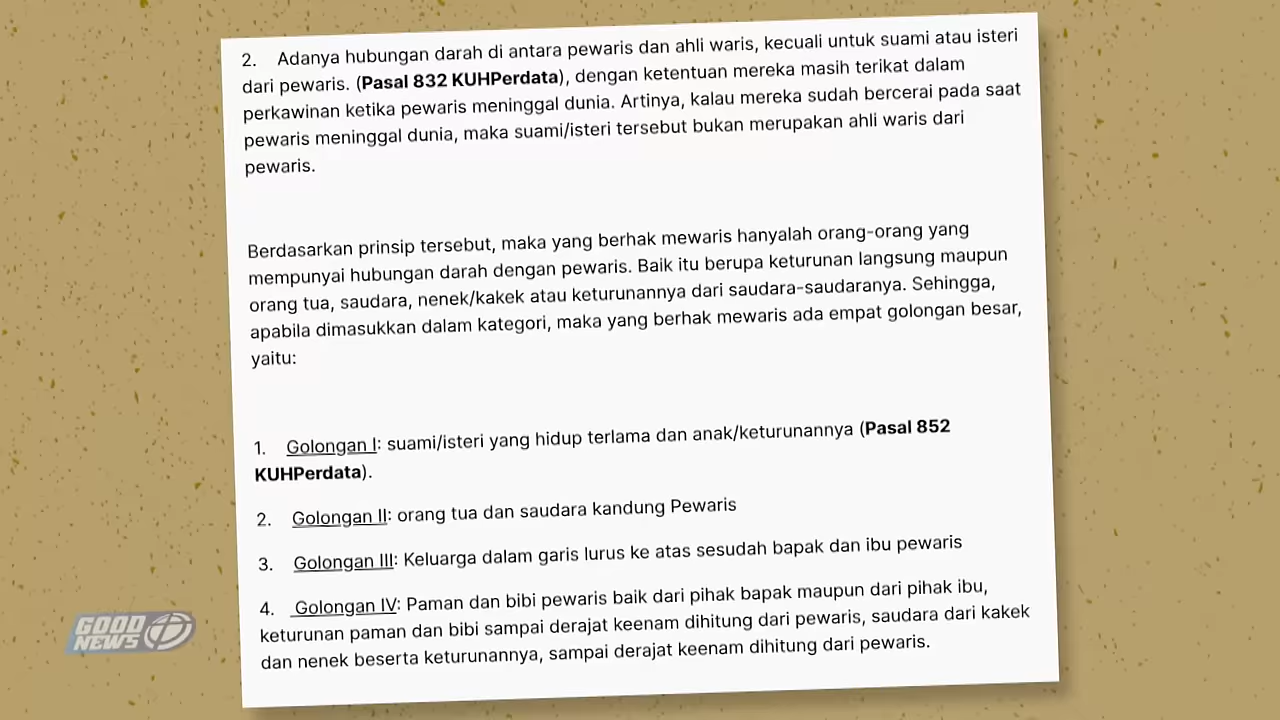 2. Adanya hubungan darah di antara pewaris dan ahli waris, kecuali untuk suami atau isteri
dari pewaris. (Pasal 832 KUHPerdata), dengan ketentuan mereka masih terikat dalam
perkawinan ketika pewaris meninggal dunia. Artinya, kalau mereka sudah bercerai pada saat
pewaris meninggal dunia, maka suami/isteri tersebut bukan merupakan ahli waris dari
pewaris.
Berdasarkan prinsip tersebut, maka yang berhak mewaris hanyalah orang-orang yang
mempunyai hubungan darah dengan pewaris. Baik itu berupa keturunan langsung maupun
orang tua, saudara, nenek/kakek atau keturunannya dari saudara-saudaranya. Sehingga,
apabila dimasukkan dalam kategori, maka yang berhak mewaris ada empat golongan besar,
yaitu:
1. Golongan I: suami/isteri yang hidup terlama dan anak/keturunannya (Pasal 852
KUHPerdata).
2. Golongan II: orang tua dan saudara kandung Pewaris
3. Golongan III: Keluarga dalam garis lurus ke atas sesudah bapak dan ibu pewaris
4. Golongan IV: Paman dan bibi pewaris baik dari pihak bapak maupun dari pihak ibu,
keturunan paman dan bibi sampai derajat keenam dihitung dari pewaris, saudara dari kakek
dan nenek beserta keturunannya, sampai derajat keenam dihitung dari pewaris.
GOOD
NEWS